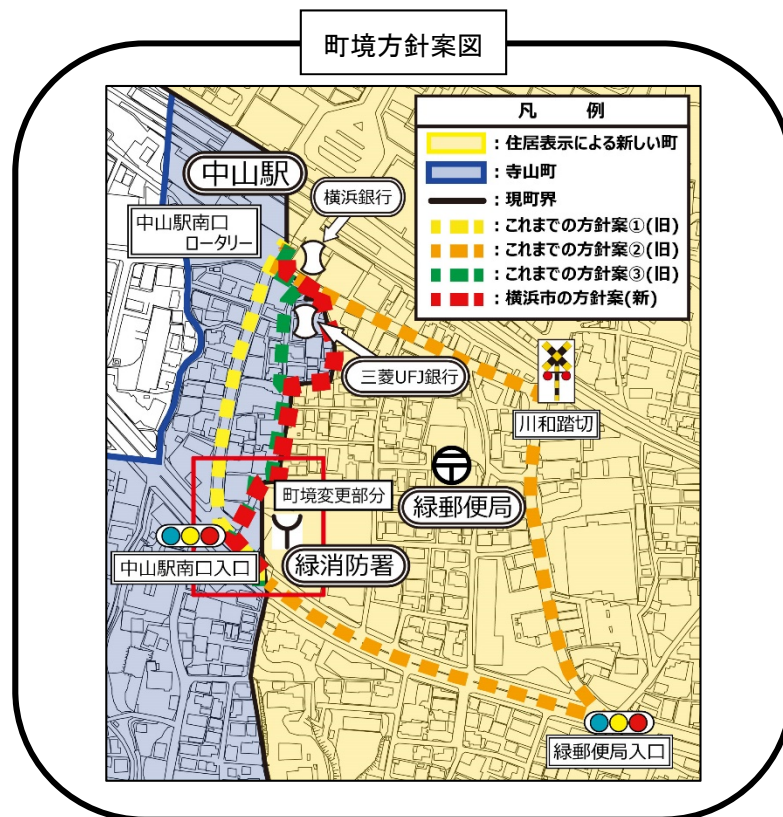 町境方針案図
凡　例
：住居表示による新しい町
：寺山町
：現町界
：これまでの方針案①(旧)
：これまでの方針案②(旧)
：これまでの方針案③(旧)
：横浜市の方針案(新)
中山駅
横浜銀行
中山駅南口
ロータリー
三菱UFJ銀行
川和踏切
緑郵便局
町境変更部分
中山駅南口入口
緑消防署
緑郵便局入口